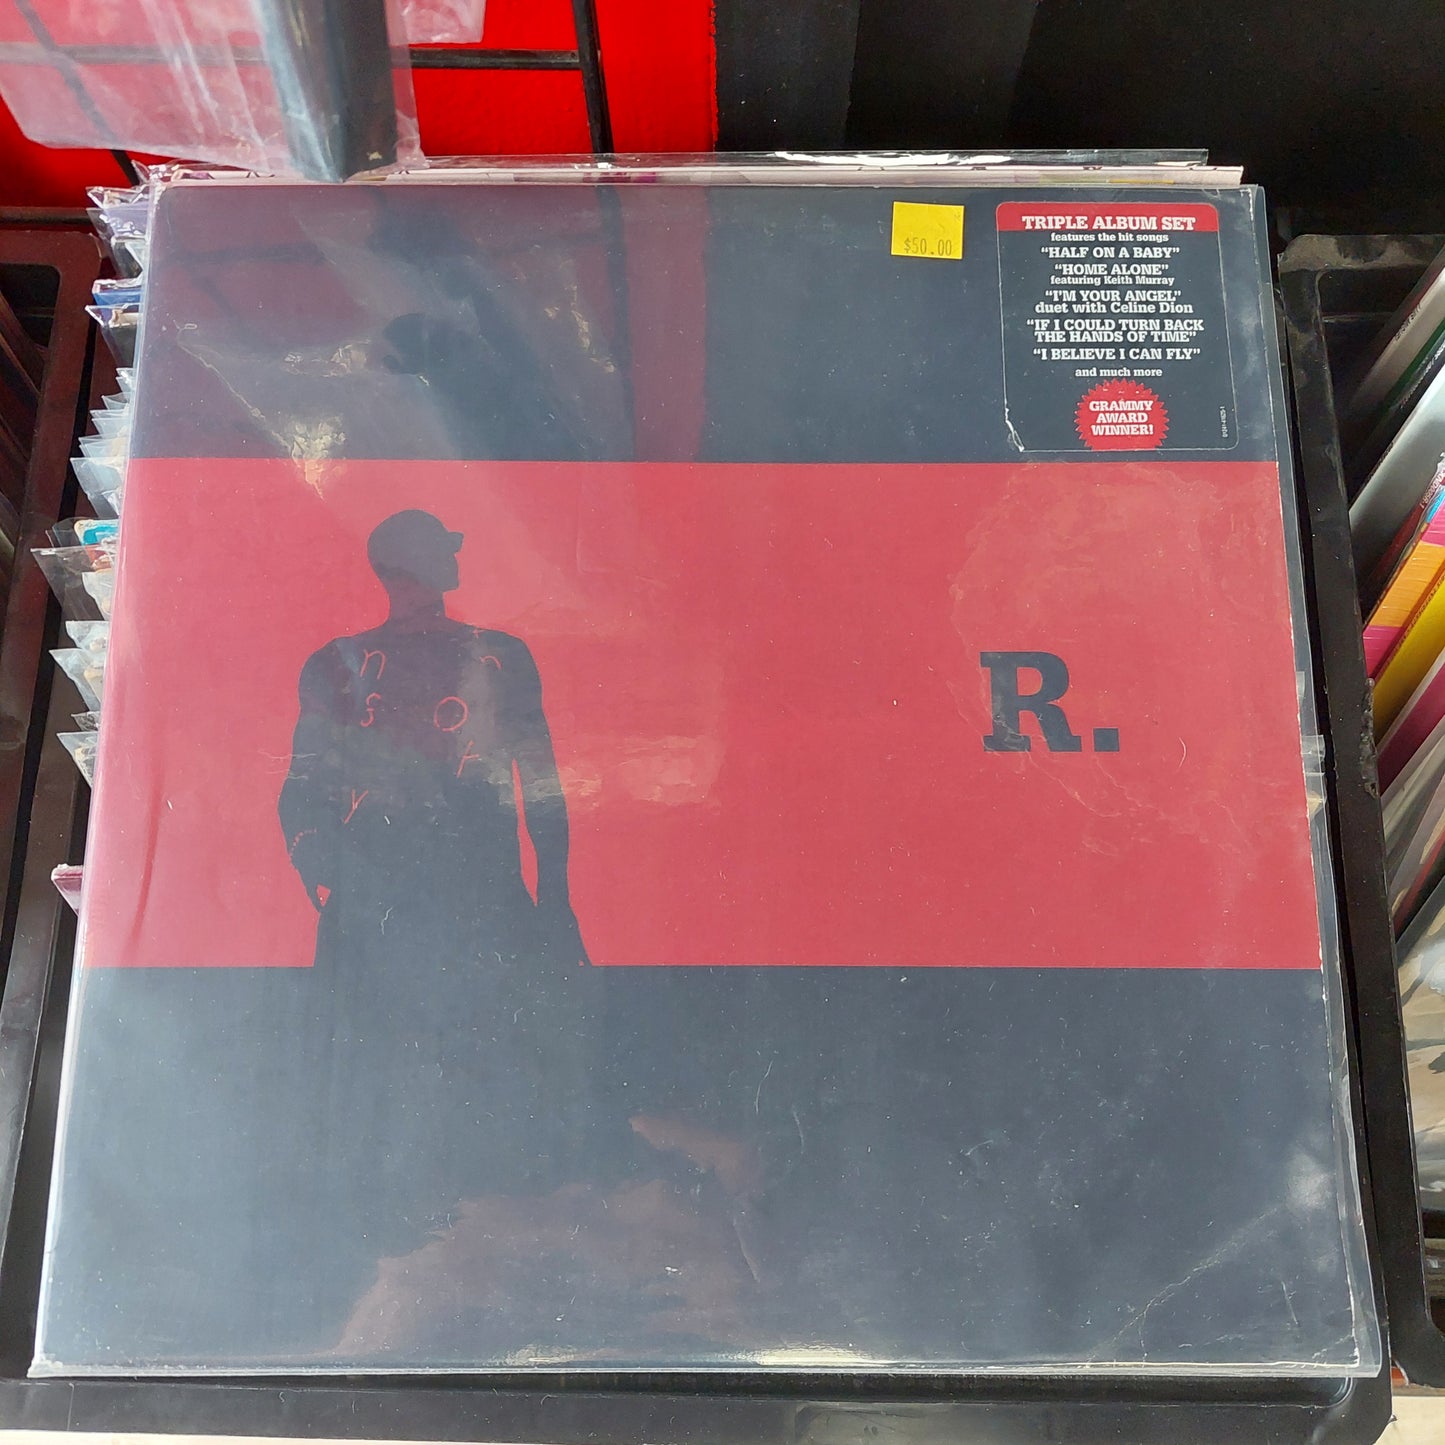 $50.00
TRIPLE ALBUM SET
features the hit songs
“HALF ON A BABY”
“HOME ALONE”
featuring Keith Murray
“I’M YOUR ANGEL”
duet with Celine Dion
“IF I COULD TURN BACK
THE HANDS OF TIME”
“I BELIEVE I CAN FLY”
and much more
GRAMMY
AWARD
WINNER!
R.